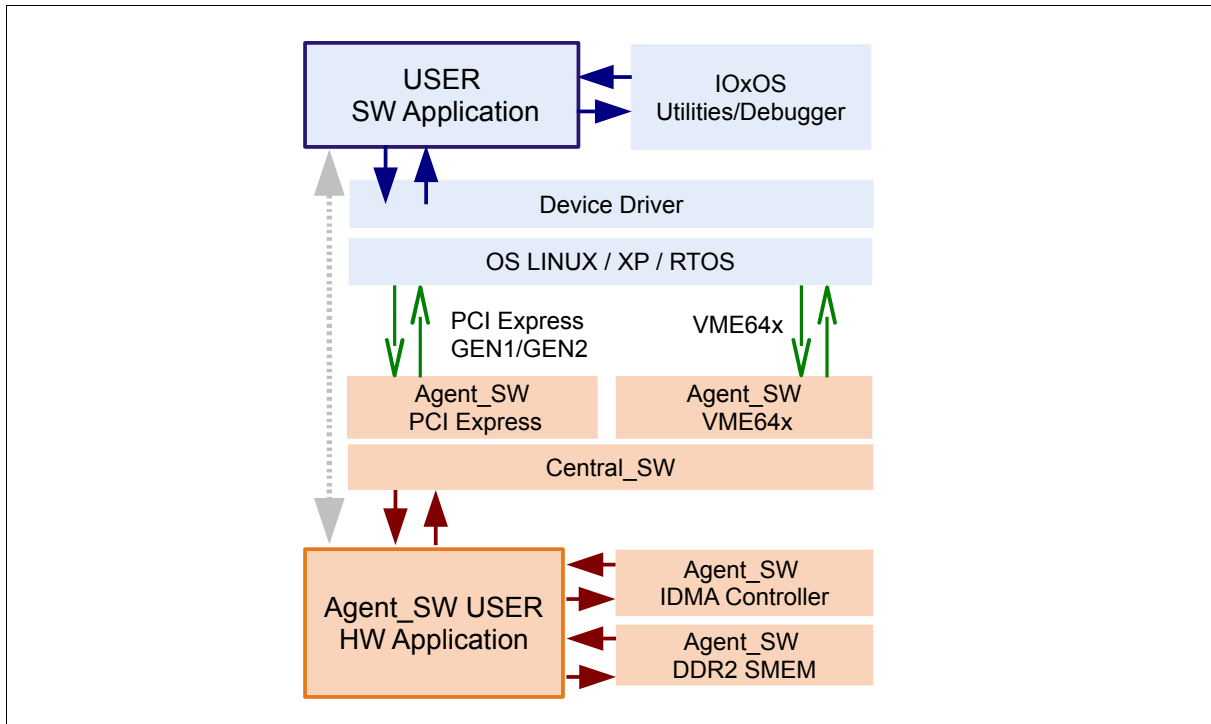 USER
SW Application
IOxOS
Utilities/Debugger
Device Driver
OS LINUX / XP / RTOS
PCI Express
GEN1/GEN2
VME64x
Agent_SW
PCI Express
Agent_SW
VME64x
Central_SW
Agent_SW USER
HW Application
Agent_SW
IDMA Controller
Agent_SW
DDR2 SMEM